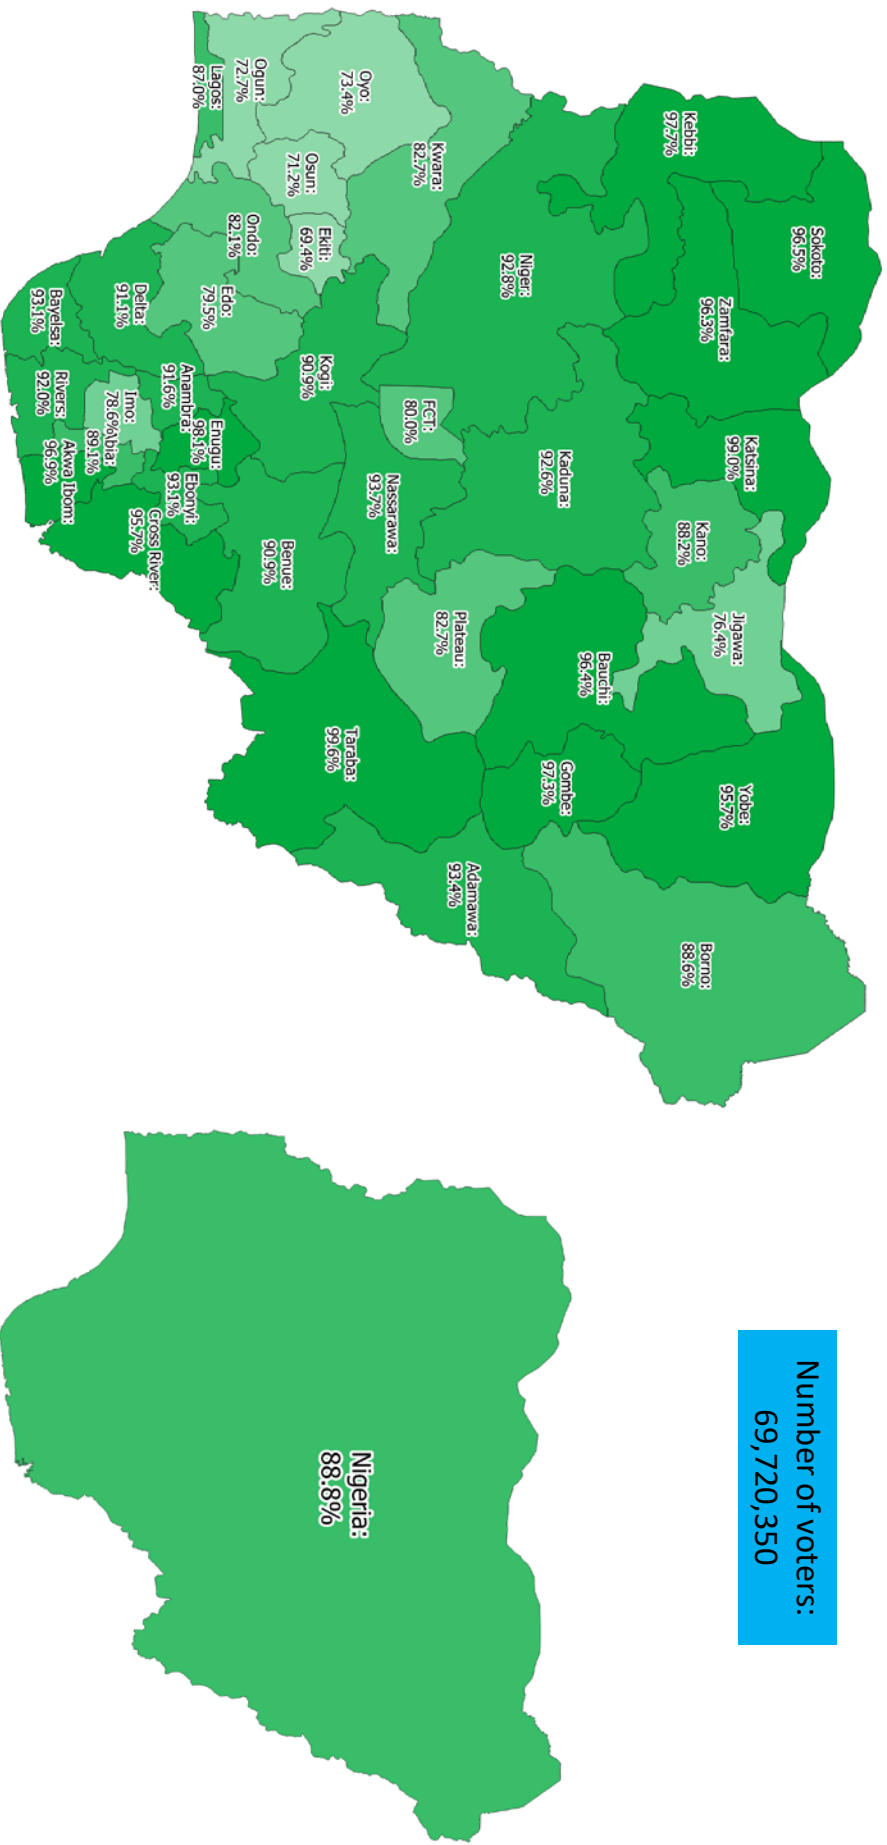 Sokoto:
96.5%
Kebbi:
97.7%
Zamfara:
96.3%
Katsina:
99.0%
Kano:
88.2%
Jigawa:
76.4%
Yobe:
95.7%
Borno:
88.6%
Niger:
92.8%
Kaduna:
92.6%
Bauchi:
96.4%
Gombe:
97.3%
Adamawa:
93.4%
Kwara:
82.7%
FCT:
80.0%
Nassarawa:
93.7%
Plateau:
82.7%
Taraba:
99.6%
Oyo:
73.4%
Osun:
71.2%
Ekiti:
69.4%
Kogi:
90.9%
Benue:
90.9%
Ogun:
72.7%
Lagos:
87.0%
Ondo:
82.1%
Edo:
79.5%
Enugu:
98.1%
Anambra:
91.6%
Ebonyi:
93.1%
Cross River:
95.7%
Delta:
91.1%
Imo:
78.6%
bia:
89.1%
Bayelsa:
93.1%
Rivers:
92.0%
Akwa Ibom:
96.9%
Number of voters:
69,720,350
Nigeria:
88.8%